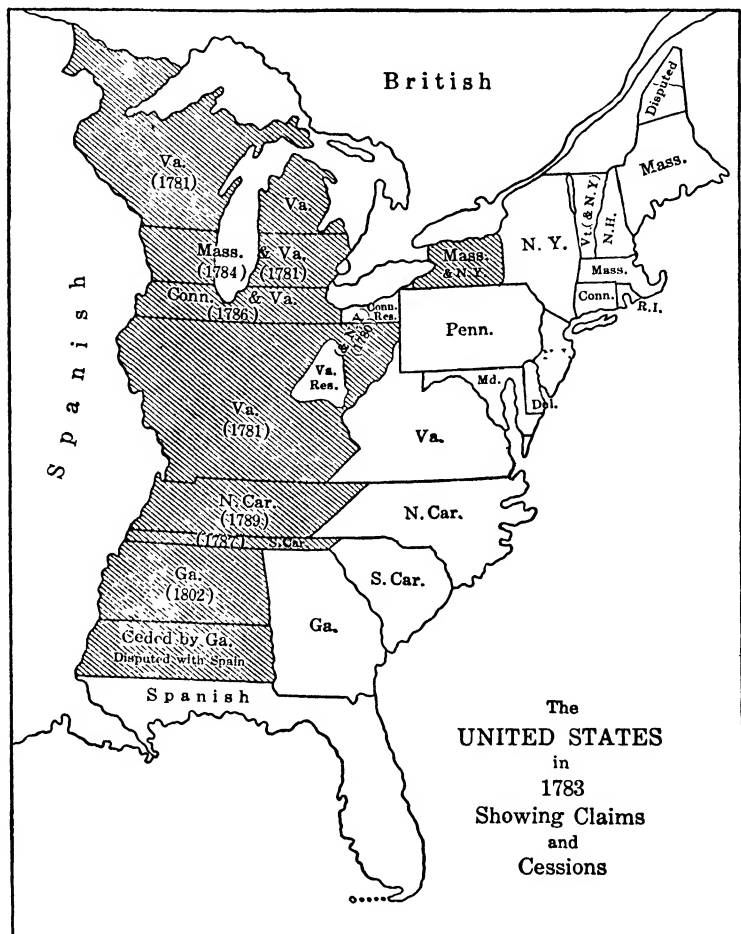 British
Disputed
Mass.
Va.
(1781)
Va.
Vt.(& N.Y.)
N.H.
N.Y.
Mass.
(1784)
& Va.
(1781)
Mass.
& N.Y.
Mass.
Conn.
R.I.
Conn. & Va.
(1786)
Conn.
Res.
Penn.
Va.
Res.
Md.
Del.
Spanish
Va.
(1781)
Va.
N. Car.
(1789)
N. Car.
(1787) S. Car.
S. Car.
Ga.
(1802)
Ga.
Ceded by Ga.
Disputed with Spain
Spanish
The
UNITED STATES
in
1783
Showing Claims
and
Cessions